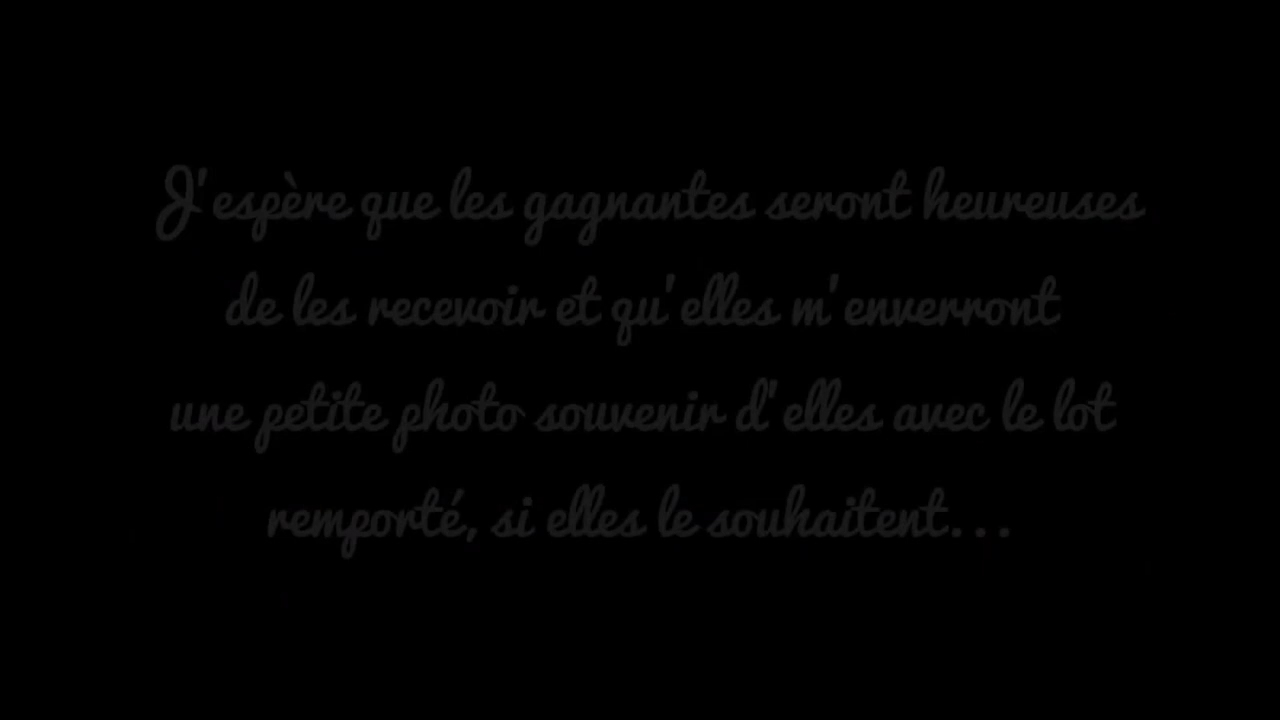 J'espère que les gagnantes seront heureuses
de les recevoir et qu'elles m'enverront
une petite photo souvenir d'elles avec le lot
remporté, si elles le souhaitent...